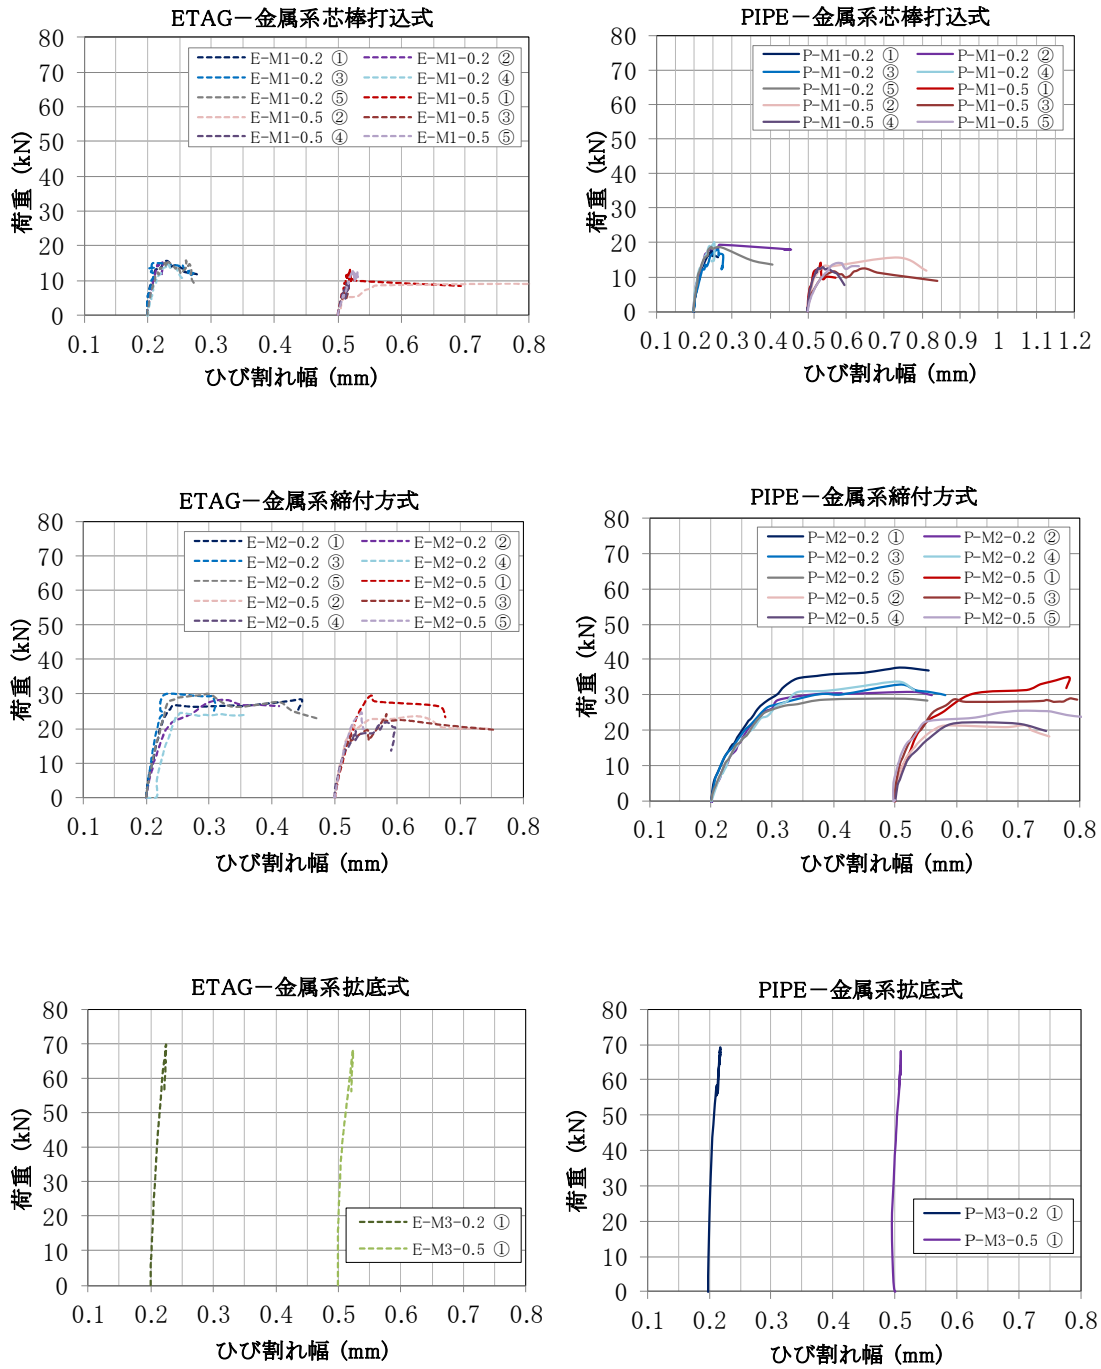 ETAG－金属系芯棒打込式
80
70
60
50
40
30
20
10
0
E-M1-0.2 ① E-M1-0.2 ②
E-M1-0.2 ③ E-M1-0.2 ④
E-M1-0.2 ⑤ E-M1-0.5 ①
E-M1-0.5 ② E-M1-0.5 ③
E-M1-0.5 ④ E-M1-0.5 ⑤
荷重 (kN)
0.1 0.2 0.3 0.4 0.5 0.6 0.7 0.8
ひび割れ幅 (mm)
PIPE－金属系芯棒打込式
80
70
60
50
40
30
20
10
0
P-M1-0.2 ① P-M1-0.2 ②
P-M1-0.2 ③ P-M1-0.2 ④
P-M1-0.2 ⑤ P-M1-0.5 ①
P-M1-0.5 ② P-M1-0.5 ③
P-M1-0.5 ④ P-M1-0.5 ⑤
荷重 (kN)
0.1 0.2 0.3 0.4 0.5 0.6 0.7 0.8 0.9 1 1.1 1.2
ひび割れ幅 (mm)
ETAG－金属系締付方式
80
70
60
50
40
30
20
10
0
E-M2-0.2 ① E-M2-0.2 ②
E-M2-0.2 ③ E-M2-0.2 ④
E-M2-0.2 ⑤ E-M2-0.5 ①
E-M2-0.5 ② E-M2-0.5 ③
E-M2-0.5 ④ E-M2-0.5 ⑤
荷重 (kN)
0.1 0.2 0.3 0.4 0.5 0.6 0.7 0.8
ひび割れ幅 (mm)
PIPE－金属系締付方式
80
70
60
50
40
30
20
10
0
P-M2-0.2 ① P-M2-0.2 ②
P-M2-0.2 ③ P-M2-0.2 ④
P-M2-0.2 ⑤ P-M2-0.5 ①
P-M2-0.5 ② P-M2-0.5 ③
P-M2-0.5 ④ P-M2-0.5 ⑤
荷重 (kN)
0.1 0.2 0.3 0.4 0.5 0.6 0.7 0.8
ひび割れ幅 (mm)
ETAG－金属系拡底式
80
70
60
50
40
30
20
10
0
E-M3-0.2 ①
E-M3-0.5 ①
荷重 (kN)
0.1 0.2 0.3 0.4 0.5 0.6 0.7 0.8
ひび割れ幅 (mm)
PIPE－金属系拡底式
80
70
60
50
40
30
20
10
0
P-M3-0.2 ①
P-M3-0.5 ①
荷重 (kN)
0.1 0.2 0.3 0.4 0.5 0.6 0.7 0.8
ひび割れ幅 (mm)